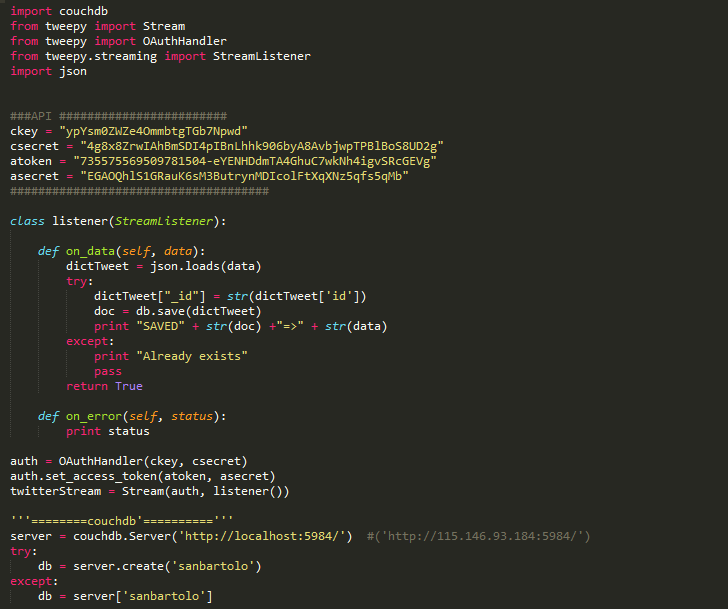 import couchdb
from tweepy import Stream
from tweepy import OAuthHandler
from tweepy.streaming import StreamListener
import json
###API ########################
ckey = "ypYsm0ZWZe4OmmbtgTGb7Npwd"
csecret = "4g8x8ZrwIAhBmSDI4pIBnLhhk906byA8AvbjwpTPBlBoS8UD2g"
atoken = "735575569509781504-eYENHDdmTA4GhuC7wkNh4igvSRcGEVg"
asecret = "EGAOQhlS1GRauK6sM3ButrynMDIcolFtXqXNz5qfs5qMb"
#####################################
class listener(StreamListener):
    def on_data(self, data):
        dictTweet = json.loads(data)
        try:
            dictTweet["_id"] = str(dictTweet['id'])
            doc = db.save(dictTweet)
            print "SAVED" + str(doc) +"=>" + str(data)
        except:
            print "Already exists"
            pass
        return True
    def on_error(self, status):
        print status
auth = OAuthHandler(ckey, csecret)
auth.set_access_token(atoken, asecret)
twitterStream = Stream(auth, listener())
'''========couchdb'=========='''
server = couchdb.Server('http://localhost:5984/')  #('http://115.146.93.184:5984/')
try:
    db = server.create('sanbartolo')
except:
    db = server['sanbartolo']